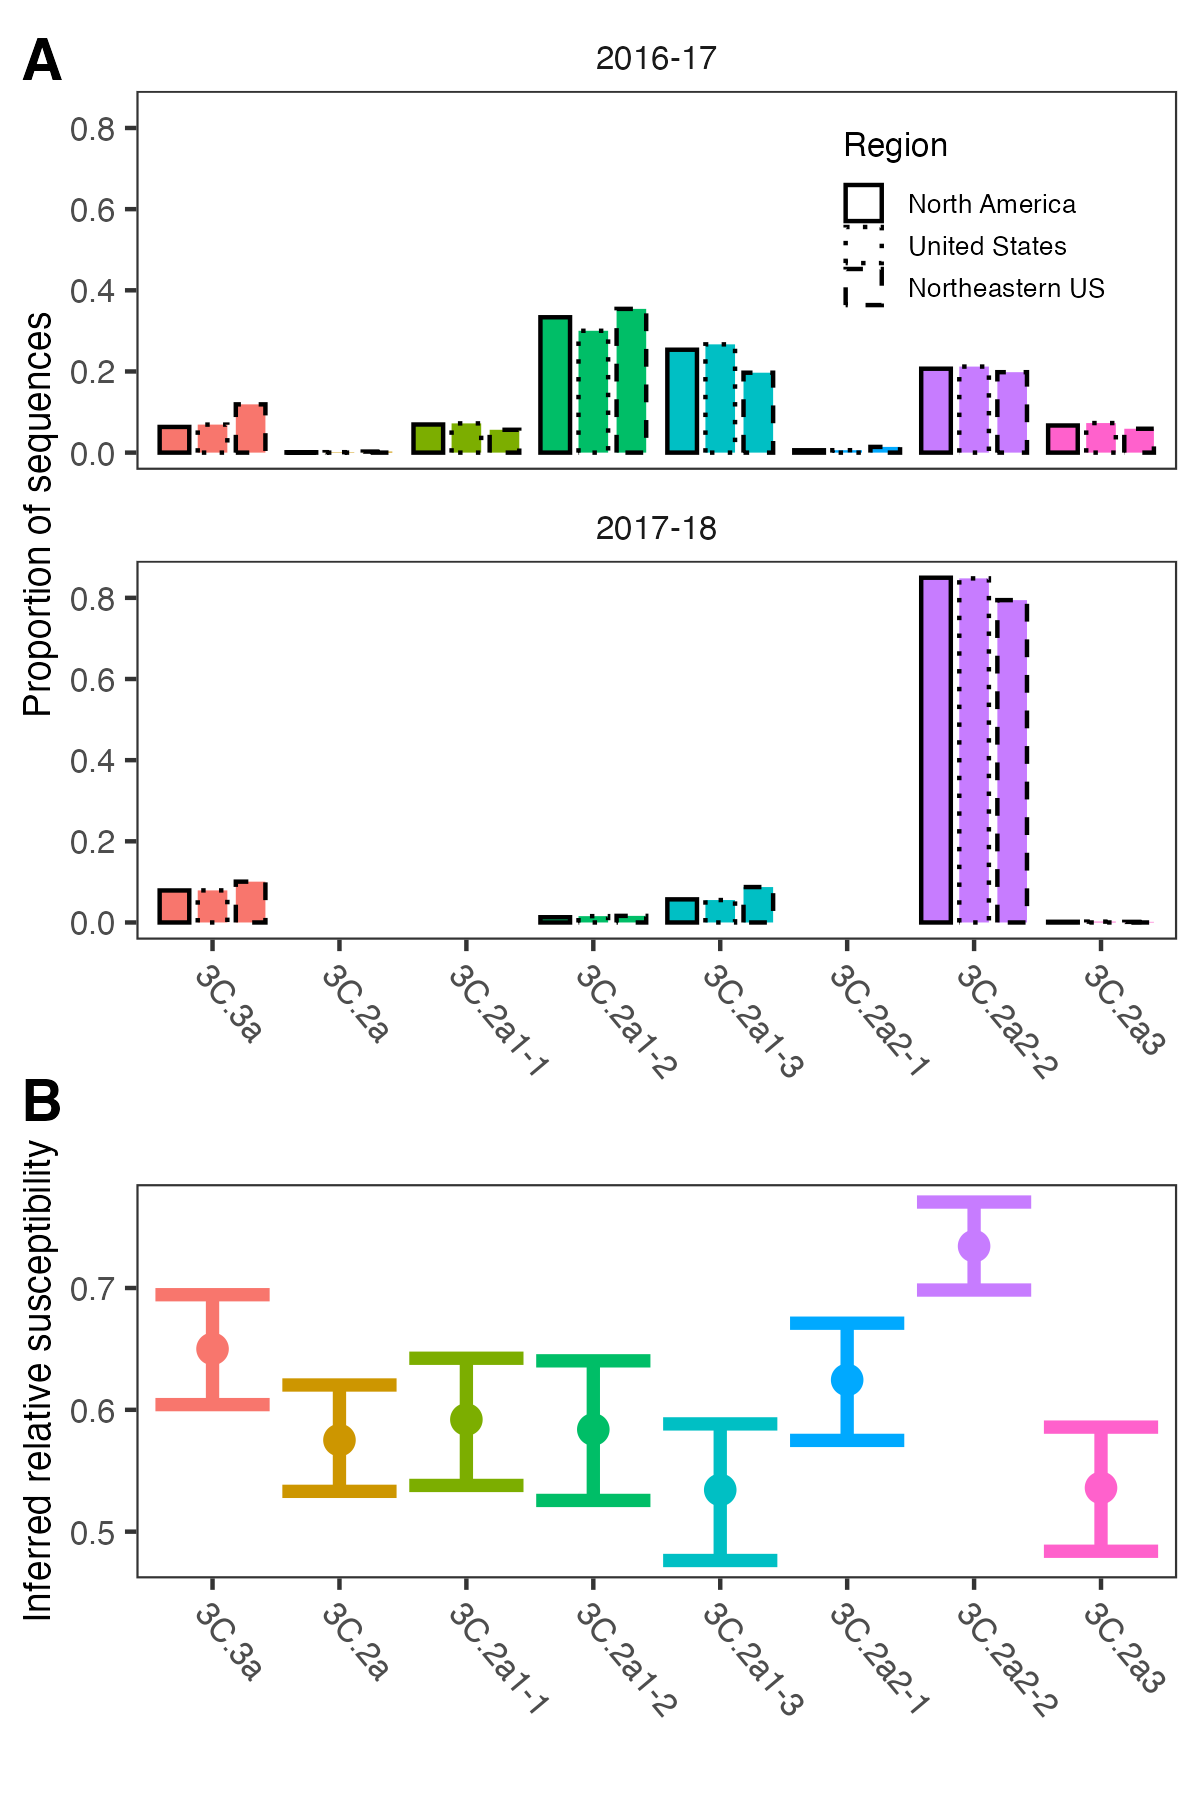 A
2016-17
0.8
0.6
0.4
0.2
0.0
Region
North America
United States
Northeastern US
Proportion of sequences
2017-18
0.8
0.6
0.4
0.2
0.0
3C.3a
3C.2a
3C.2a1-1
3C.2a1-2
3C.2a1-3
3C.2a2-1
3C.2a2-2
3C.2a3
B
Inferred relative susceptibility
0.7
0.6
0.5
3C.3a
3C.2a
3C.2a1-1
3C.2a1-2
3C.2a1-3
3C.2a2-1
3C.2a2-2
3C.2a3